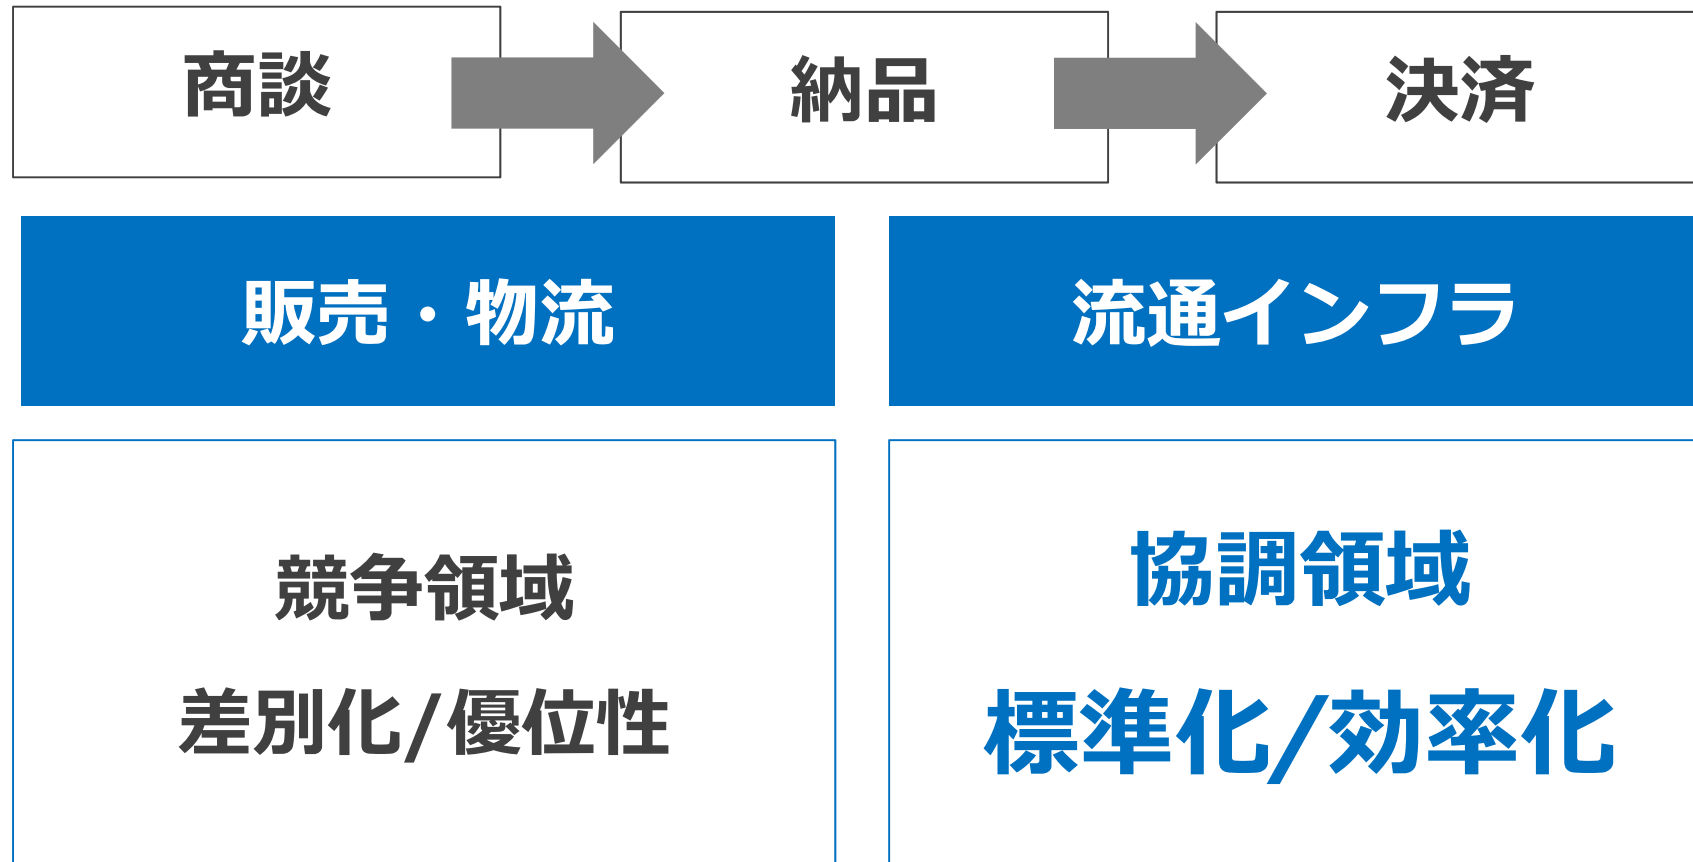 商談
納品
決済
販売・物流
流通インフラ
競争領域
差別化/優位性
協調領域
標準化/効率化